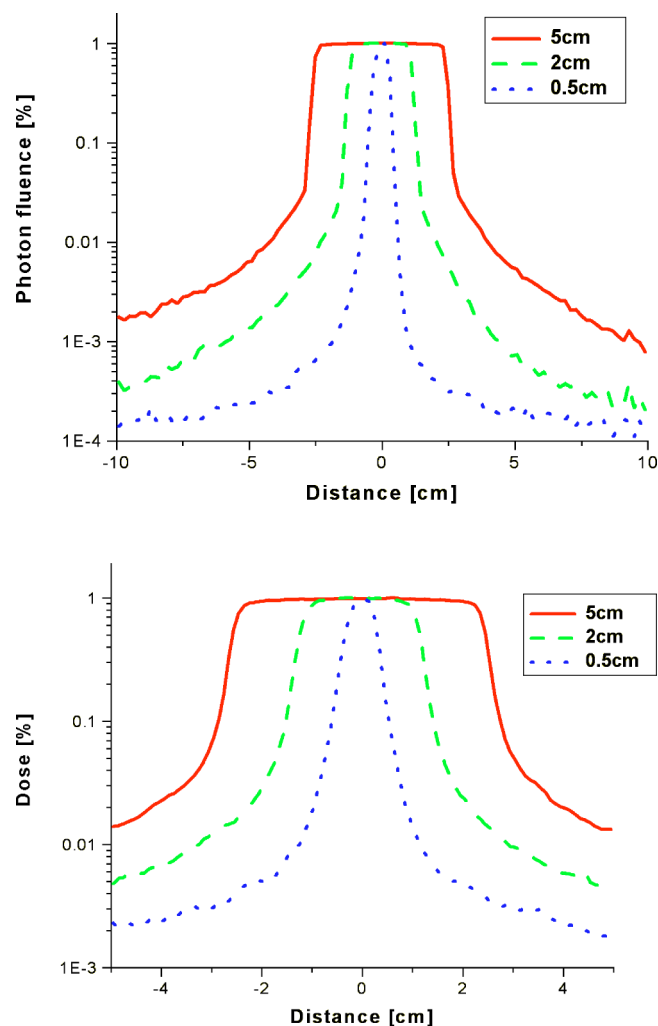 5cm
2cm
0.5cm
Photon fluence [%]
1
0.1
0.01
1E-3
1E-4
-10
-5
0
5
10
Distance [cm]
5cm
2cm
0.5cm
Dose [%]
1
0.1
0.01
1E-3
-4
-2
0
2
4
Distance [cm]